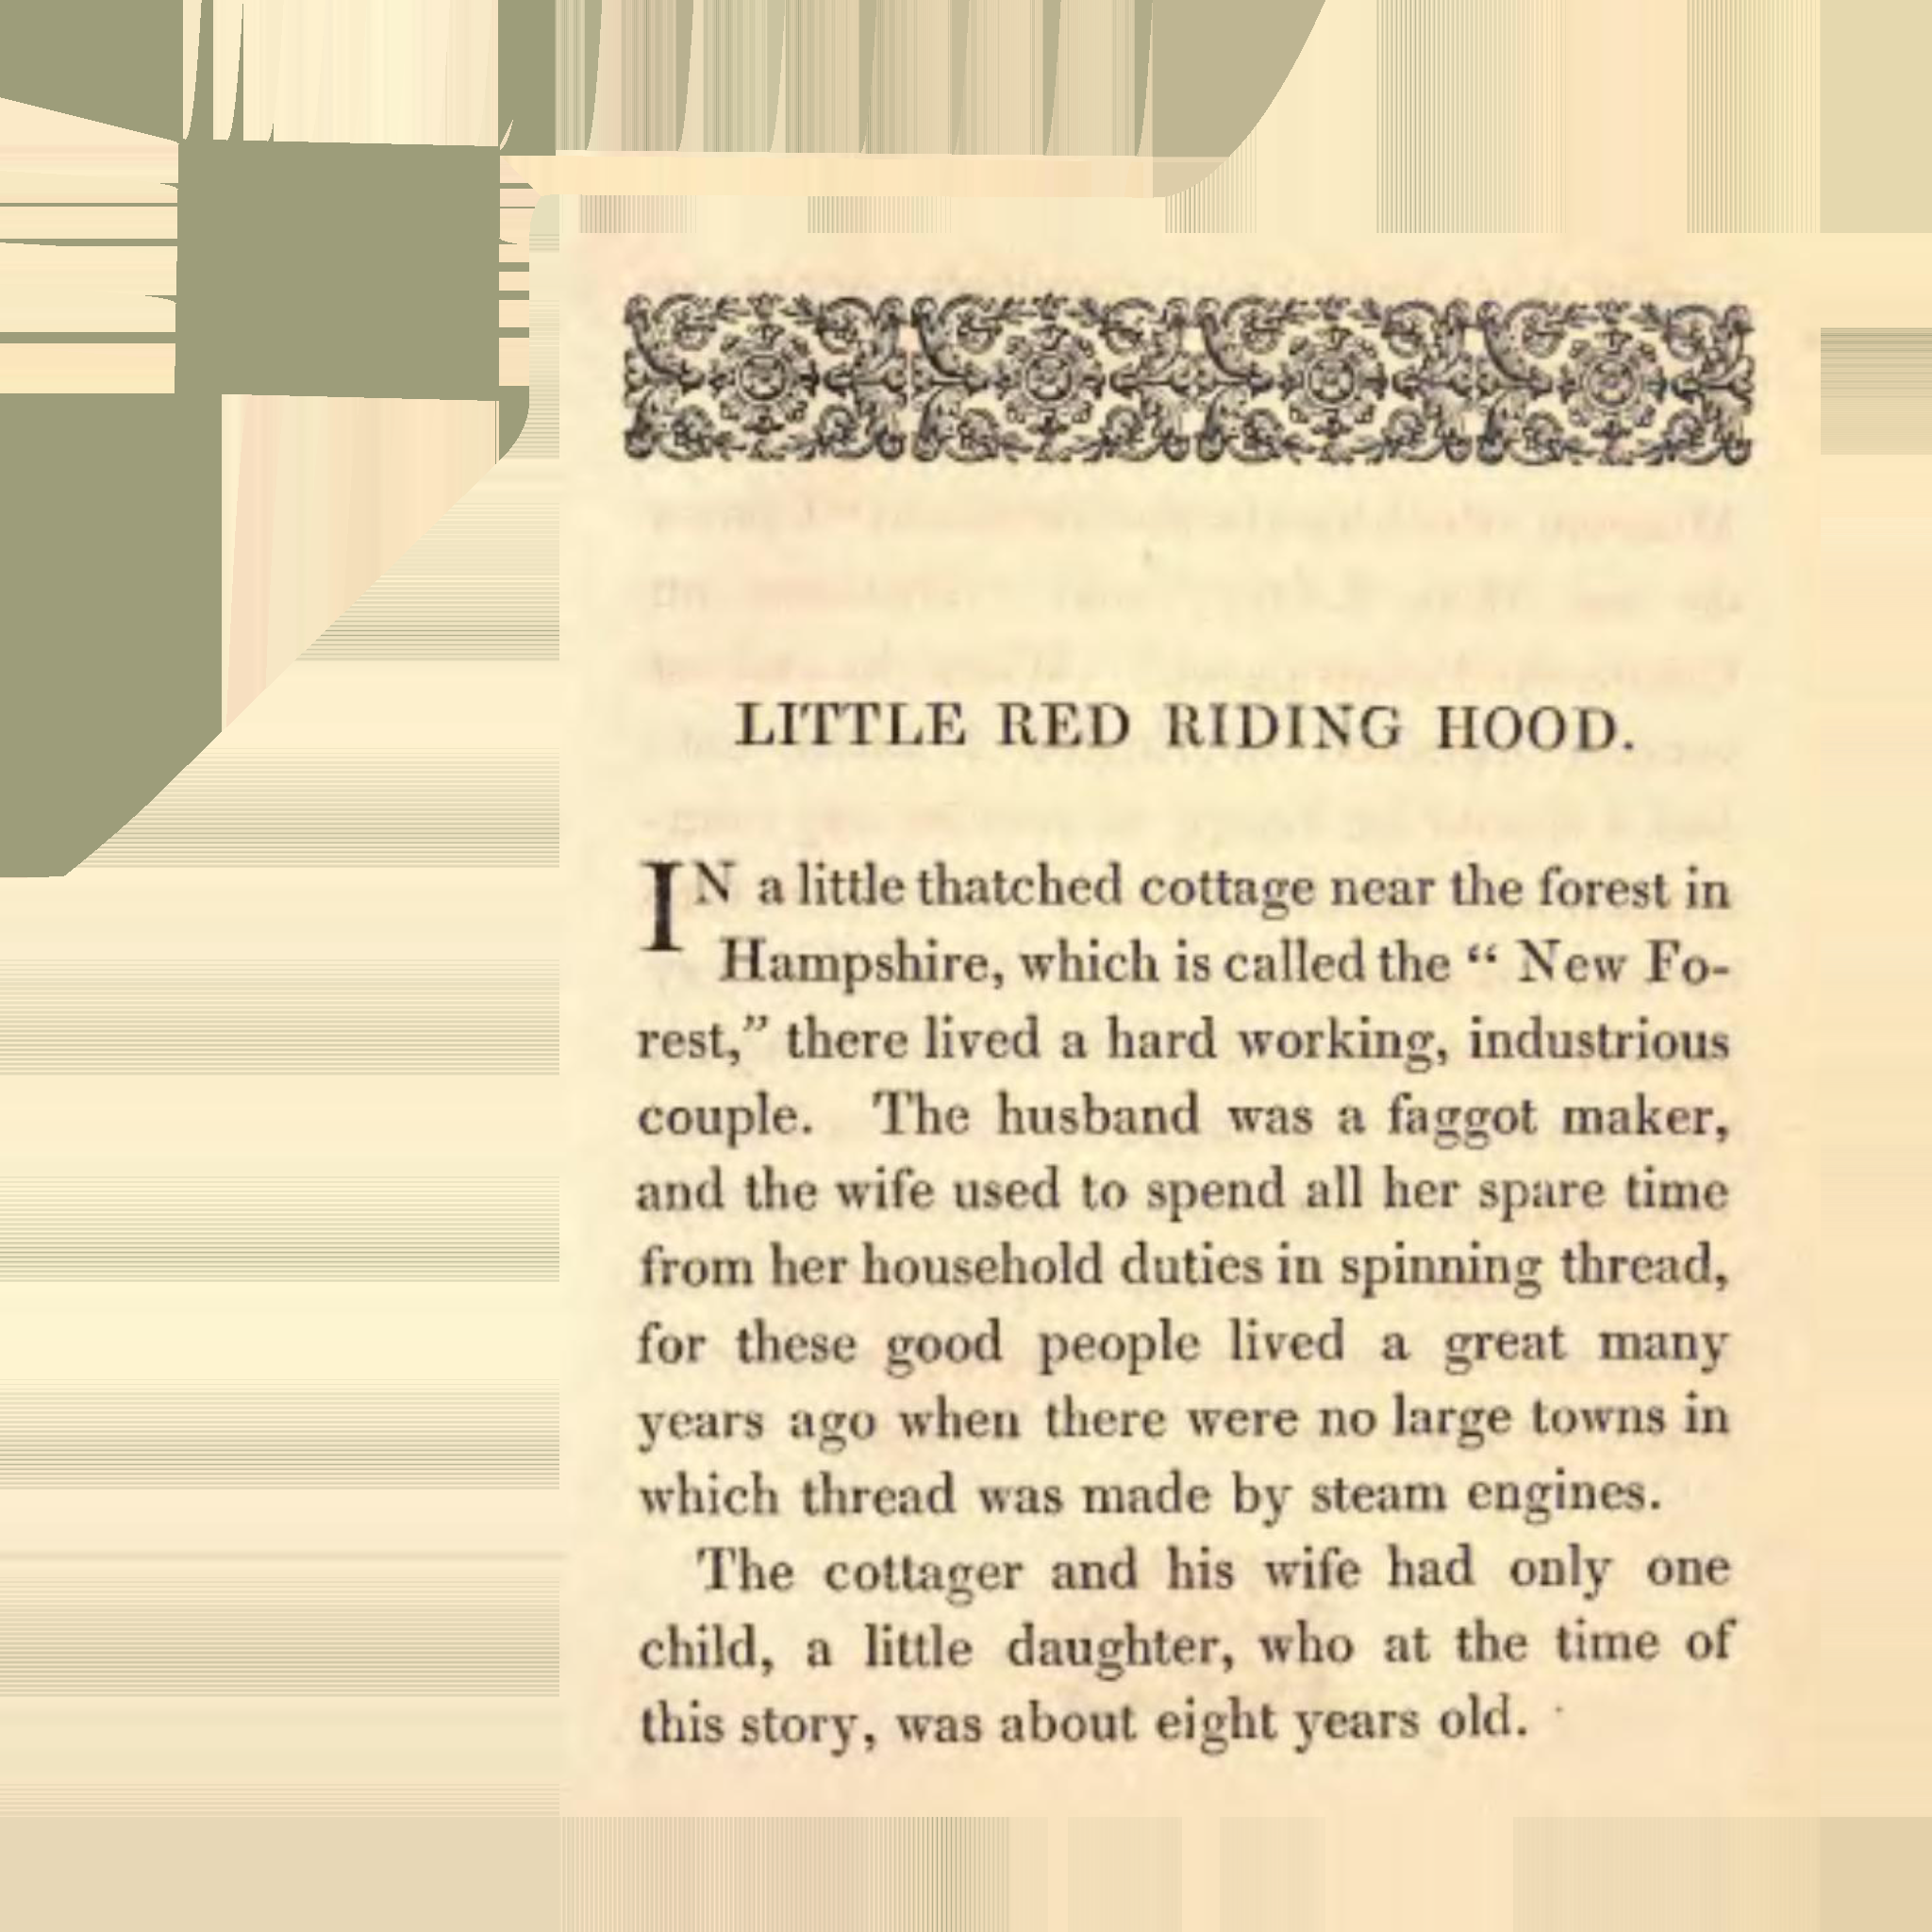 LITTLE RED RIDING HOOD.
IN a little thatched cottage near the forest in
Hampshire, which is called the “ New Fo-
rest,” there lived a hard working, industrious
couple. The husband was a faggot maker,
and the wife used to spend all her spare time
from her household duties in spinning thread,
for these good people lived a great many
years ago when there were no large towns in
which thread was made by steam engines.
The cottager and his wife had only one
child, a little daughter, who at the time of
this story, was about eight years old.